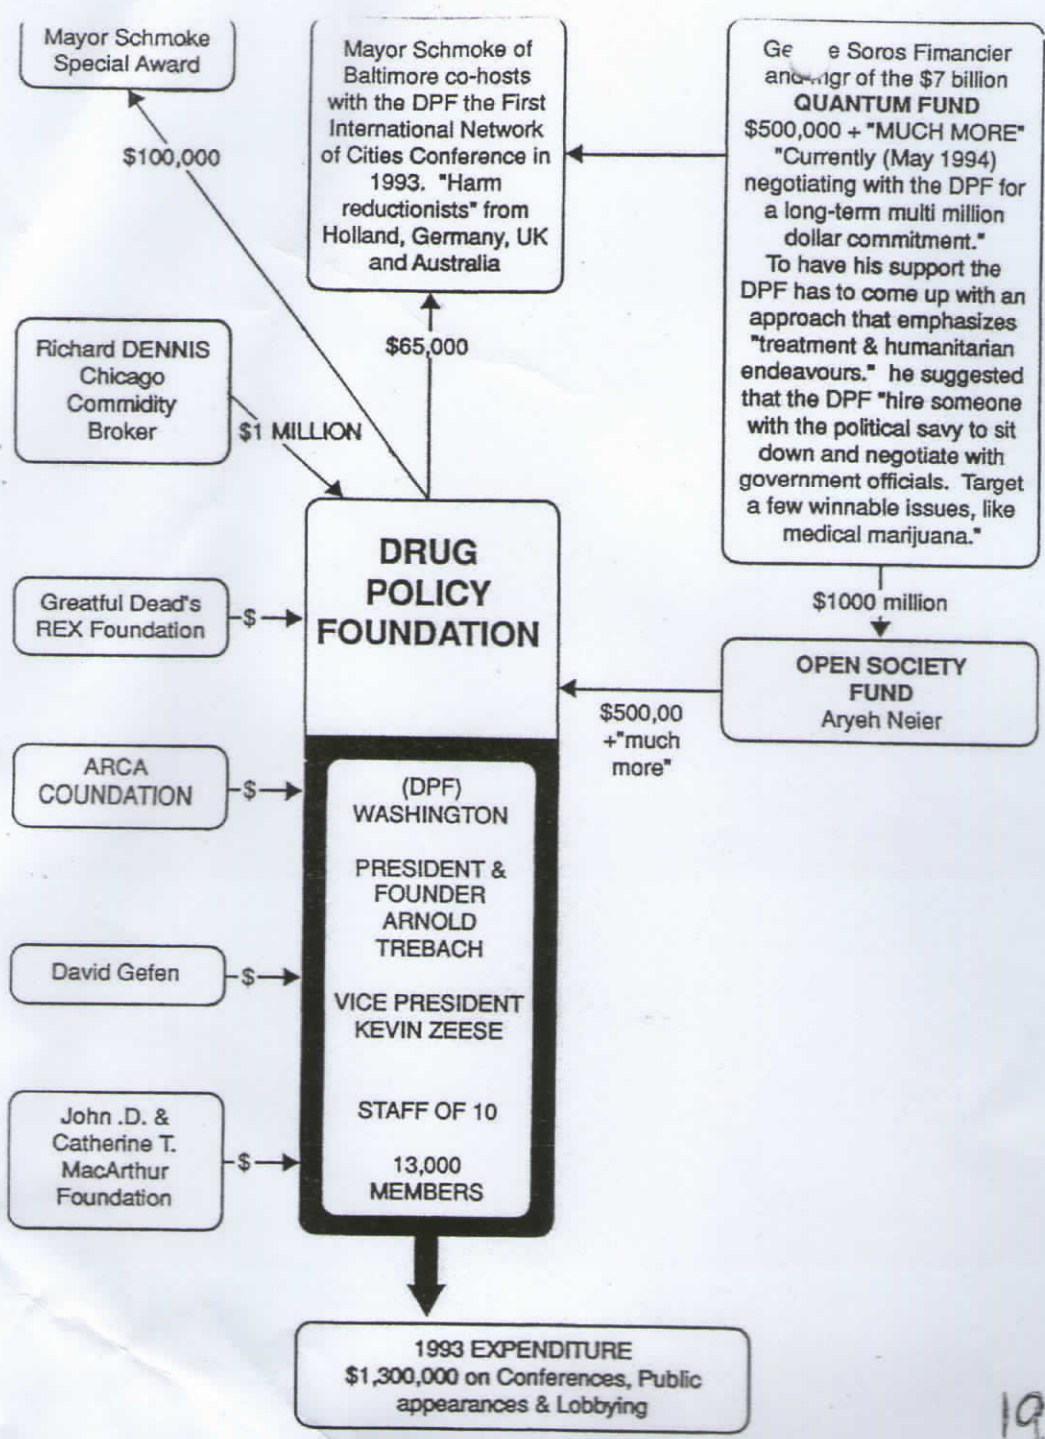 Mayor Schmoke
Special Award
$100,000
Mayor Schmoke of
Baltimore co-hosts
with the DPF the First
International Network
of Cities Conference in
1993. "Harm
reductionists" from
Holland, Germany, UK
and Australia
$65,000
Soros Fimancier
of the $7 billion
QUANTUM FUND
$500,000 + "MUCH MORE"
"Currently (May 1994)
negotiating with the DPF for
a long-term multi million
dollar commitment."
To have his support the
DPF has to come up with an
approach that emphasizes
"treatment & humanitarian
endeavours." he suggested
that the DPF "hire someone
with the political savy to sit
down and negotiate with
government officials. Target
a few winnable issues, like
medical marijuana."
$1000 million
OPEN SOCIETY
FUND
Aryeh Neier
$500,00
+"much
more"
Richard DENNIS
Chicago
Commidity
Broker
$1 MILLION
DRUG
POLICY
FOUNDATION
Greatful Dead's
REX Foundation
$
ARCA
COUNDATION
$
David Gefen
$
John .D. &
Catherine T.
MacArthur
Foundation
$
(DPF)
WASHINGTON
PRESIDENT &
FOUNDER
ARNOLD
TREBACH
VICE PRESIDENT
KEVIN ZEESE
STAFF OF 10
13,000
MEMBERS
1993 EXPENDITURE
$1,300,000 on Conferences, Public
appearances & Lobbying
19